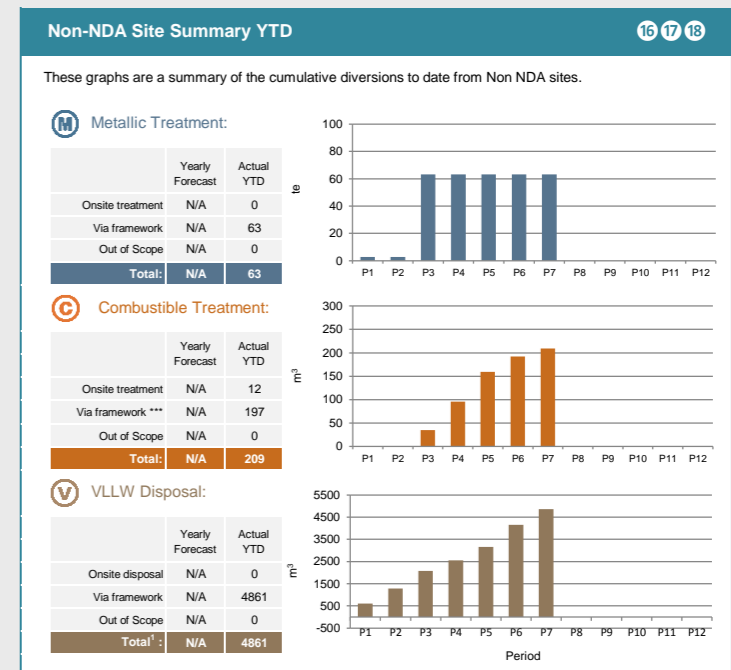 Non-NDA Site Summary YTD
16 17 18
These graphs are a summary of the cumulative diversions to date from Non NDA sites.
M Metallic Treatment:
Yearly Forecast Actual YTD
Onsite treatment N/A 0
Via framework N/A 63
Out of Scope N/A 0
Total: N/A 63
100
80
60
40
20
0
te
P1 P2 P3 P4 P5 P6 P7 P8 P9 P10 P11 P12
C Combustible Treatment:
Yearly Forecast Actual YTD
Onsite treatment N/A 12
Via framework *** N/A 197
Out of Scope N/A 0
Total: N/A 209
300
250
200
150
100
50
0
m³
P1 P2 P3 P4 P5 P6 P7 P8 P9 P10 P11 P12
V VLLW Disposal:
Yearly Forecast Actual YTD
Onsite disposal N/A 0
Via framework N/A 4861
Out of Scope N/A 0
Total¹ : N/A 4861
5500
4500
3500
2500
1500
500
-500
m³
P1 P2 P3 P4 P5 P6 P7 P8 P9 P10 P11 P12
Period